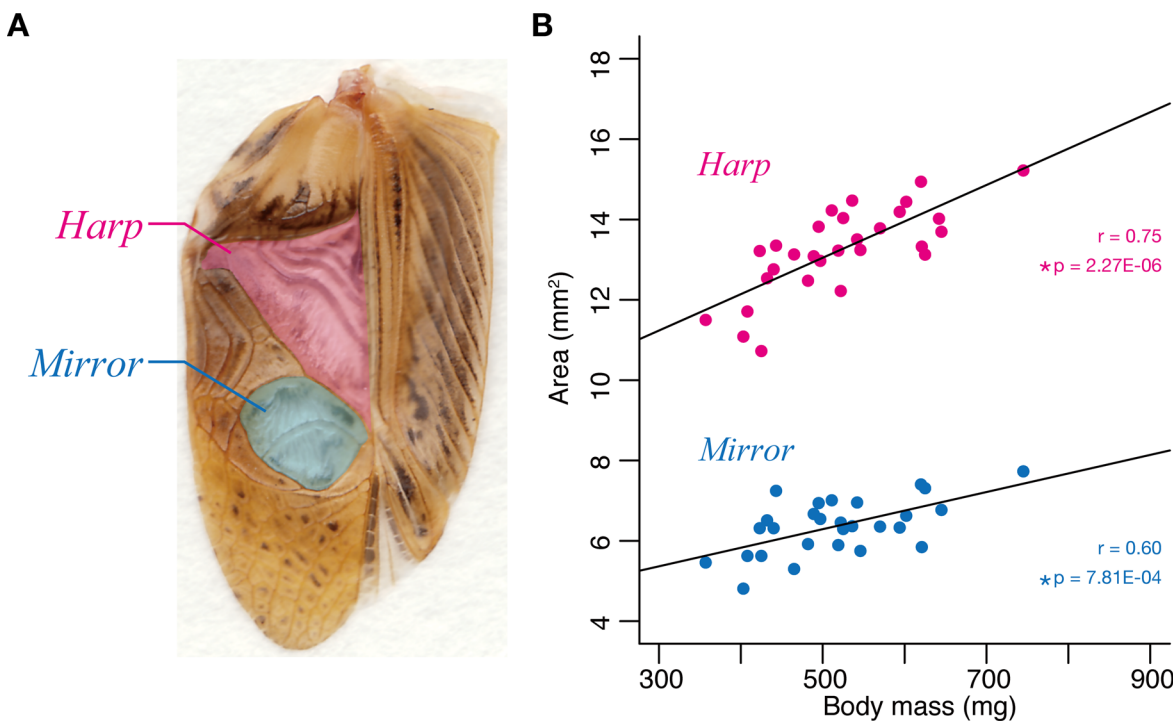 A
Harp
Mirror
B
18
16
14
12
10
8
6
4
Area (mm²)
Harp
r = 0.75
*p = 2.27E-06
Mirror
r = 0.60
*p = 7.81E-04
300 500 700 900
Body mass (mg)